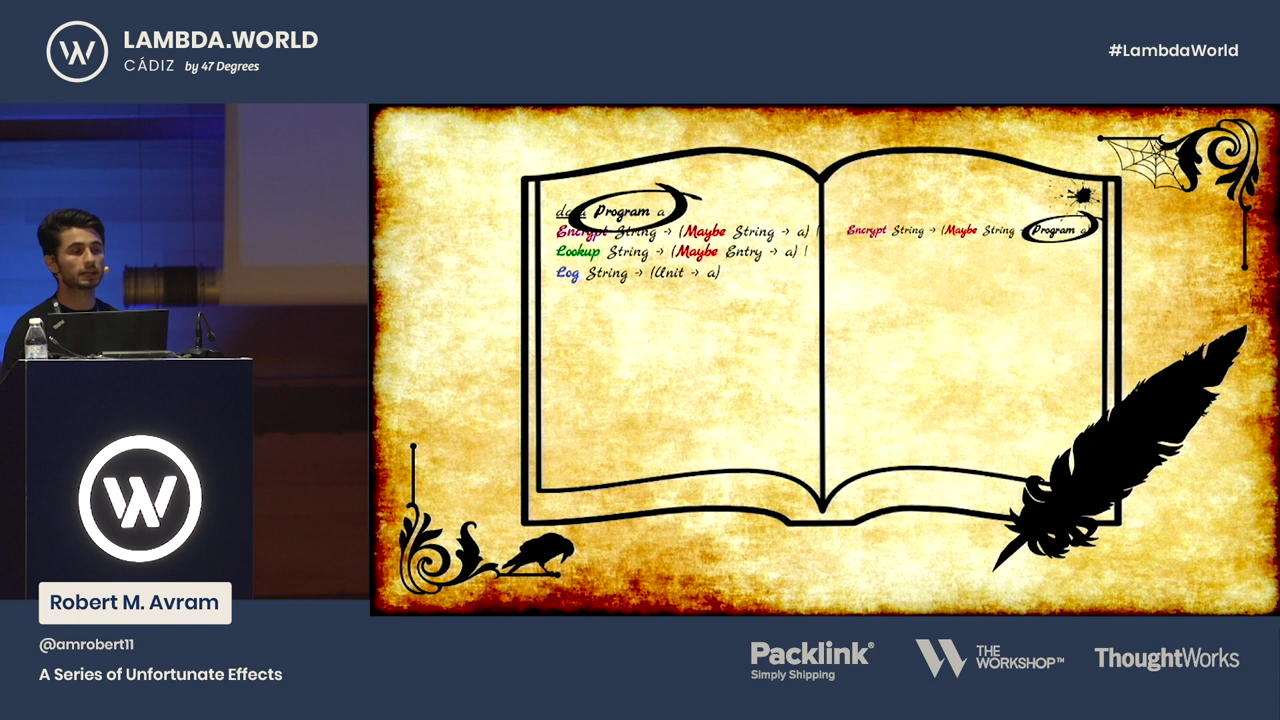 LAMBDA.WORLD
CÁDIZ by 47 Degrees
#LambdaWorld
data Program a
Encrypt String -> (Maybe String -> a) |
Lookup String -> (Maybe Entry -> a) |
Log String -> (Unit -> a)
Encrypt String -> (Maybe String -> Program a)
Robert M. Avram
@amrobert11
A Series of Unfortunate Effects
Packlink®
Simply Shipping
THE
WORKSHOP™
ThoughtWorks